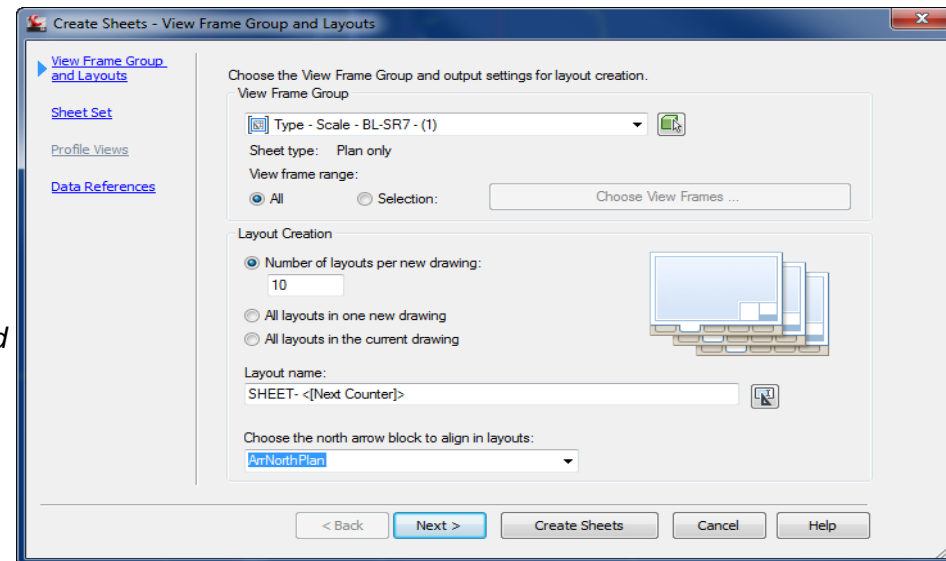 Create Sheets - View Frame Group and Layouts
View Frame Group
and Layouts
Sheet Set
Profile Views
Data References
Choose the View Frame Group and output settings for layout creation.
View Frame Group
Type - Scale - BL-SR7 - (1)
Sheet type: Plan only
View frame range:
All
Selection:
Choose View Frames ...
Layout Creation
Number of layouts per new drawing:
10
All layouts in one new drawing
All layouts in the current drawing
Layout name:
SHEET- <[Next Counter]>
Choose the north arrow block to align in layouts:
ArrNorthPlan
< Back
Next >
Create Sheets
Cancel
Help